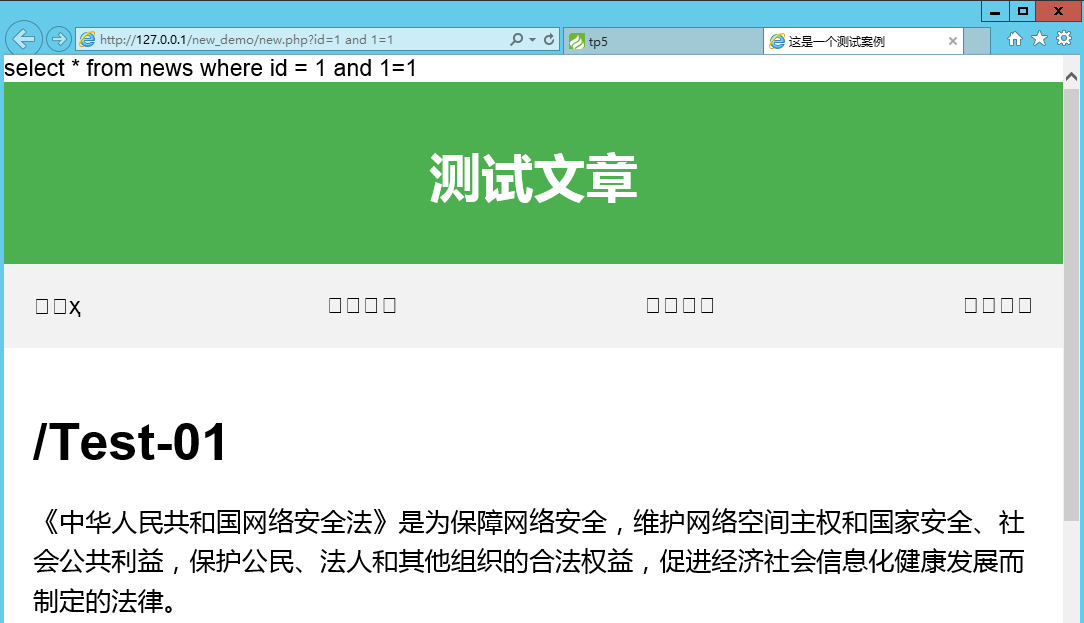 http://127.0.0.1/new_demo/new.php?id=1 and 1=1
tp5
这是一个测试案例
select * from news where id = 1 and 1=1
测试文章
/Test-01
《中华人民共和国网络安全法》是为保障网络安全，维护网络空间主权和国家安全、社
会公共利益，保护公民、法人和其他组织的合法权益，促进经济社会信息化健康发展而
制定的法律。